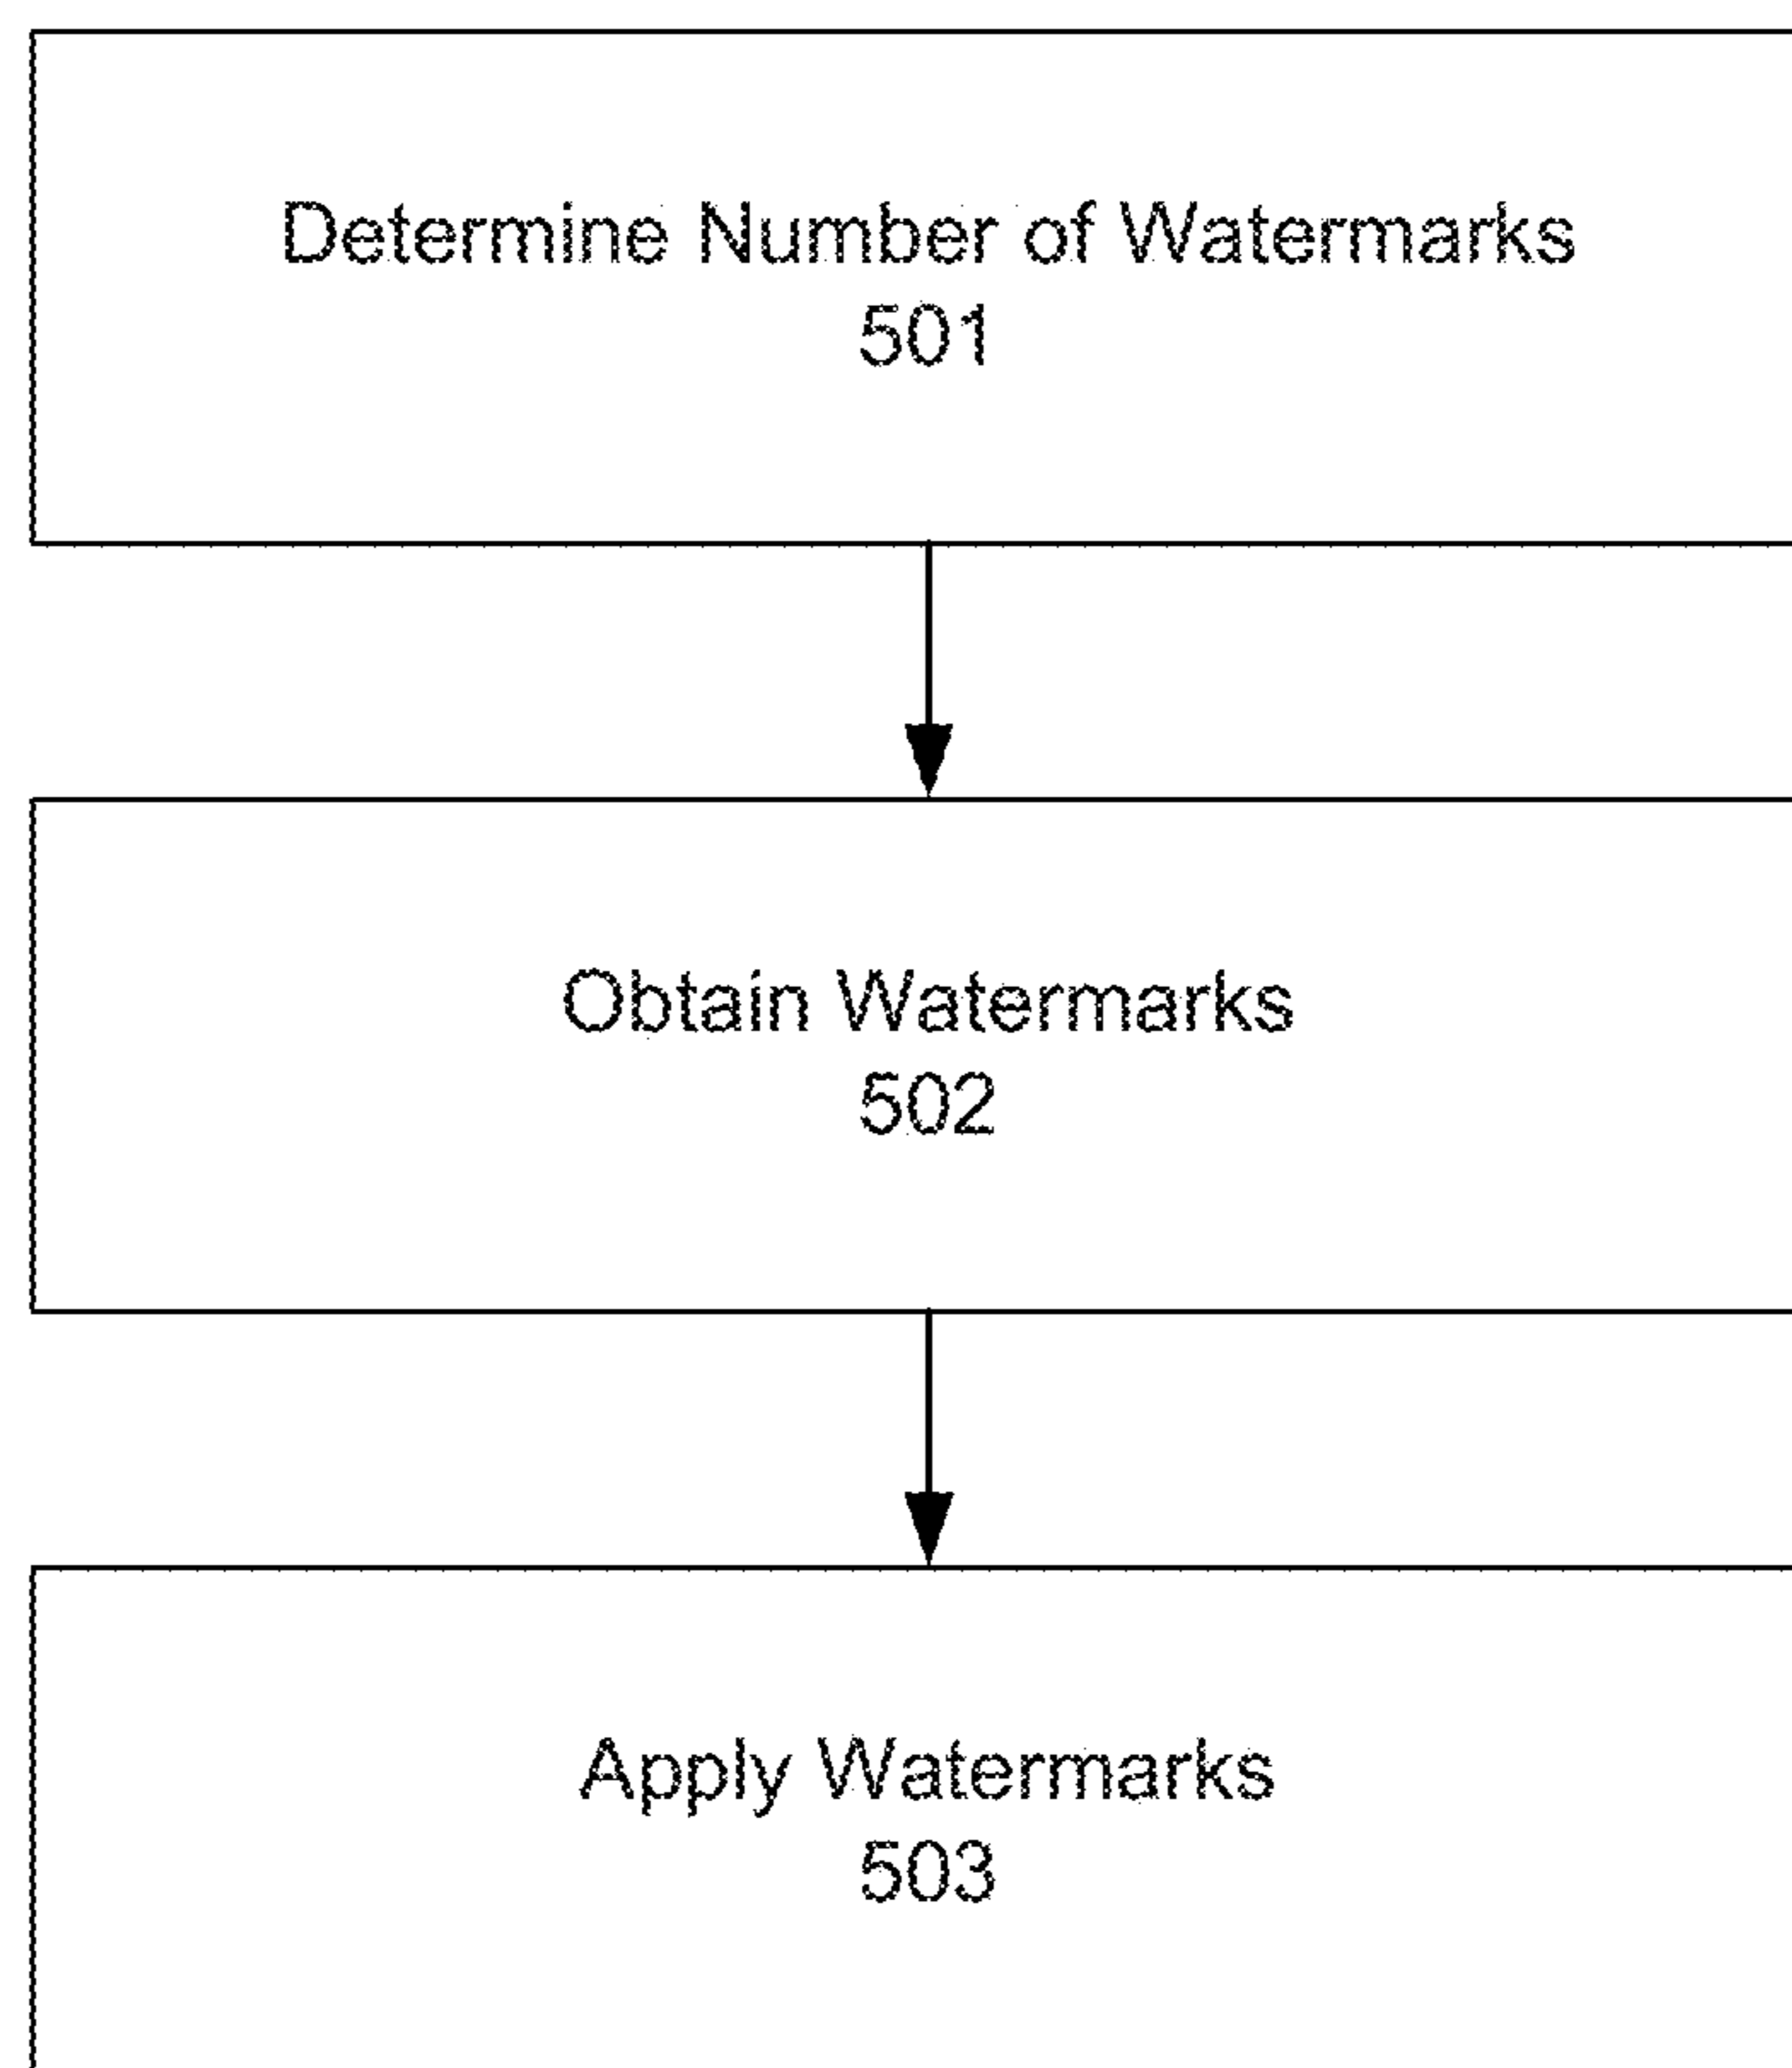 Determine Number of Watermarks
501
Obtain Watermarks
502
Apply Watermarks
503